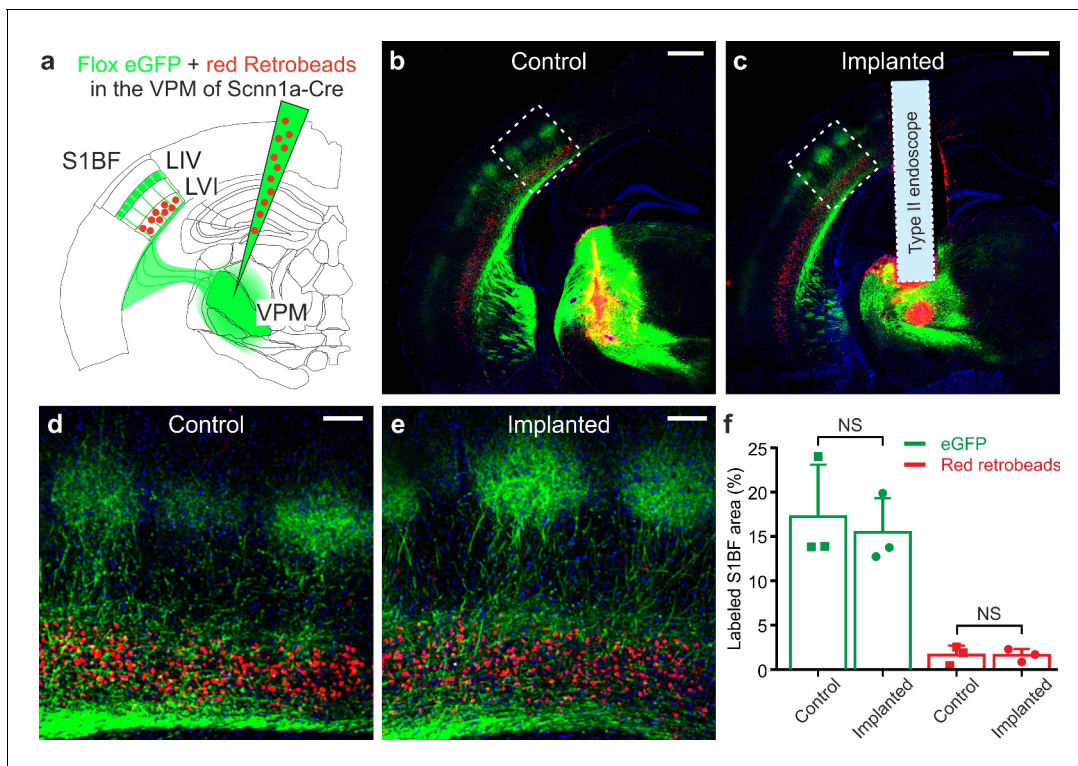 a
Flox eGFP + red Retrobeads
in the VPM of Scnn1a-Cre
S1BF
LIV
LVI
VPM
b
Control
c
Implanted
Type II endoscope
d
Control
e
Implanted
f
NS
eGFP
Red retrobeads
Labeled S1BF area (%)
25
20
15
10
5
0
NS
Control
Implanted
Control
Implanted